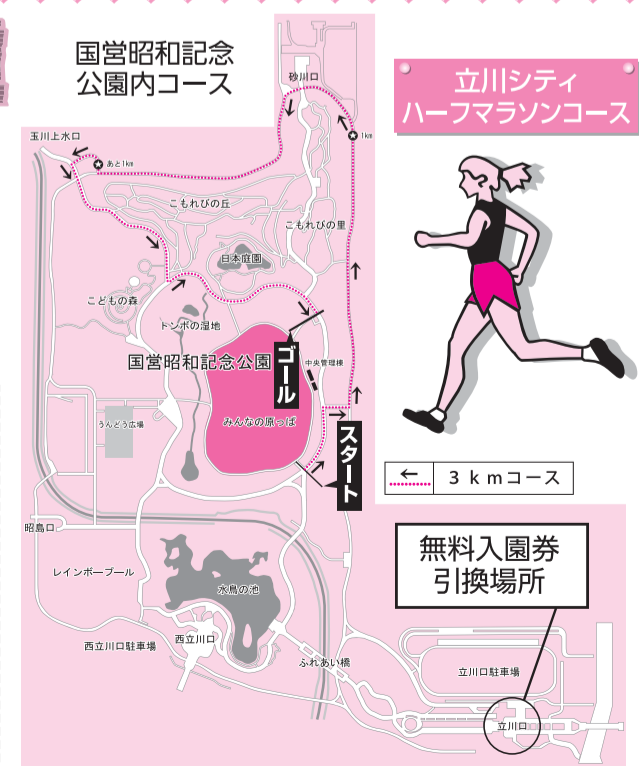 国営昭和記念
公園内コース
立川シティ
ハーフマラソンコース
砂川口
1km
玉川上水口
あと1km
こもれびの丘
こもれびの里
日本庭園
こどもの森
トンボの湿地
国営昭和記念公園
ゴール
中央管理棟
みんなの原っぱ
うんどう広場
スタート
← 3kmコース
昭島口
レインボープール
水鳥の池
無料入園券
引換場所
西立川口
西立川口駐車場
ふれあい橋
立川口駐車場
立川口